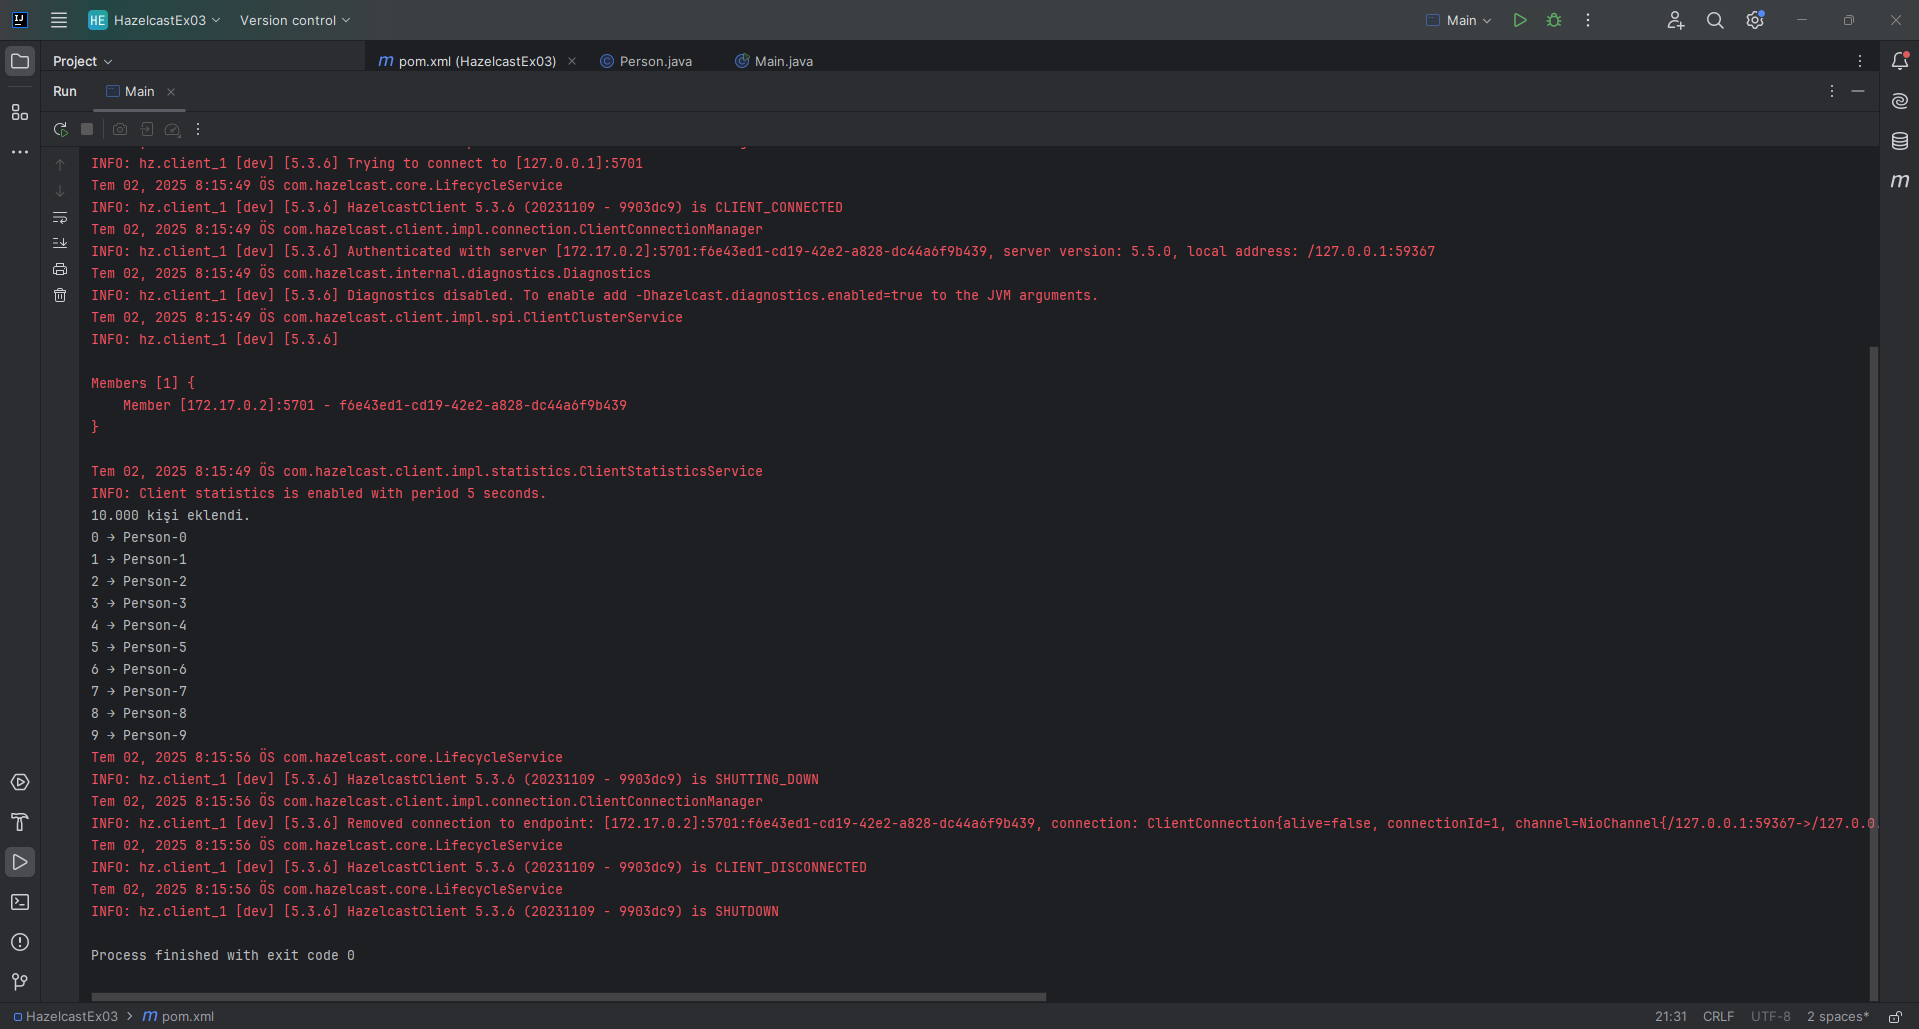 HE HazelcastEx03 Version control Main
Project
pom.xml (HazelcastEx03) Person.java Main.java
Run Main
INFO: hz.client_1 [dev] [5.3.6] Trying to connect to [127.0.0.1]:5701
Tem 02, 2025 8:15:49 ÖS com.hazelcast.core.LifecycleService
INFO: hz.client_1 [dev] [5.3.6] HazelcastClient 5.3.6 (20231109 - 9903dc9) is CLIENT_CONNECTED
Tem 02, 2025 8:15:49 ÖS com.hazelcast.client.impl.connection.ClientConnectionManager
INFO: hz.client_1 [dev] [5.3.6] Authenticated with server [172.17.0.2]:5701:f6e43ed1-cd19-42e2-a828-dc44a6f9b439, server version: 5.5.0, local address: /127.0.0.1:59367
Tem 02, 2025 8:15:49 ÖS com.hazelcast.internal.diagnostics.Diagnostics
INFO: hz.client_1 [dev] [5.3.6] Diagnostics disabled. To enable add -Dhazelcast.diagnostics.enabled=true to the JVM arguments.
Tem 02, 2025 8:15:49 ÖS com.hazelcast.client.impl.spi.ClientClusterService
INFO: hz.client_1 [dev] [5.3.6]
Members [1] {
Member [172.17.0.2]:5701 - f6e43ed1-cd19-42e2-a828-dc44a6f9b439
}
Tem 02, 2025 8:15:49 ÖS com.hazelcast.client.impl.statistics.ClientStatisticsService
INFO: Client statistics is enabled with period 5 seconds.
10.000 kişi eklendi.
0 → Person-0
1 → Person-1
2 → Person-2
3 → Person-3
4 → Person-4
5 → Person-5
6 → Person-6
7 → Person-7
8 → Person-8
9 → Person-9
Tem 02, 2025 8:15:56 ÖS com.hazelcast.core.LifecycleService
INFO: hz.client_1 [dev] [5.3.6] HazelcastClient 5.3.6 (20231109 - 9903dc9) is SHUTTING_DOWN
Tem 02, 2025 8:15:56 ÖS com.hazelcast.client.impl.connection.ClientConnectionManager
INFO: hz.client_1 [dev] [5.3.6] Removed connection to endpoint: [172.17.0.2]:5701:f6e43ed1-cd19-42e2-a828-dc44a6f9b439, connection: ClientConnection{alive=false, connectionId=1, channel=NioChannel{/127.0.0.1:59367->/127.0.0.
Tem 02, 2025 8:15:56 ÖS com.hazelcast.core.LifecycleService
INFO: hz.client_1 [dev] [5.3.6] HazelcastClient 5.3.6 (20231109 - 9903dc9) is CLIENT_DISCONNECTED
Tem 02, 2025 8:15:56 ÖS com.hazelcast.core.LifecycleService
INFO: hz.client_1 [dev] [5.3.6] HazelcastClient 5.3.6 (20231109 - 9903dc9) is SHUTDOWN
Process finished with exit code 0
HazelcastEx03 > m pom.xml 21:31 CRLF UTF-8 2 spaces*